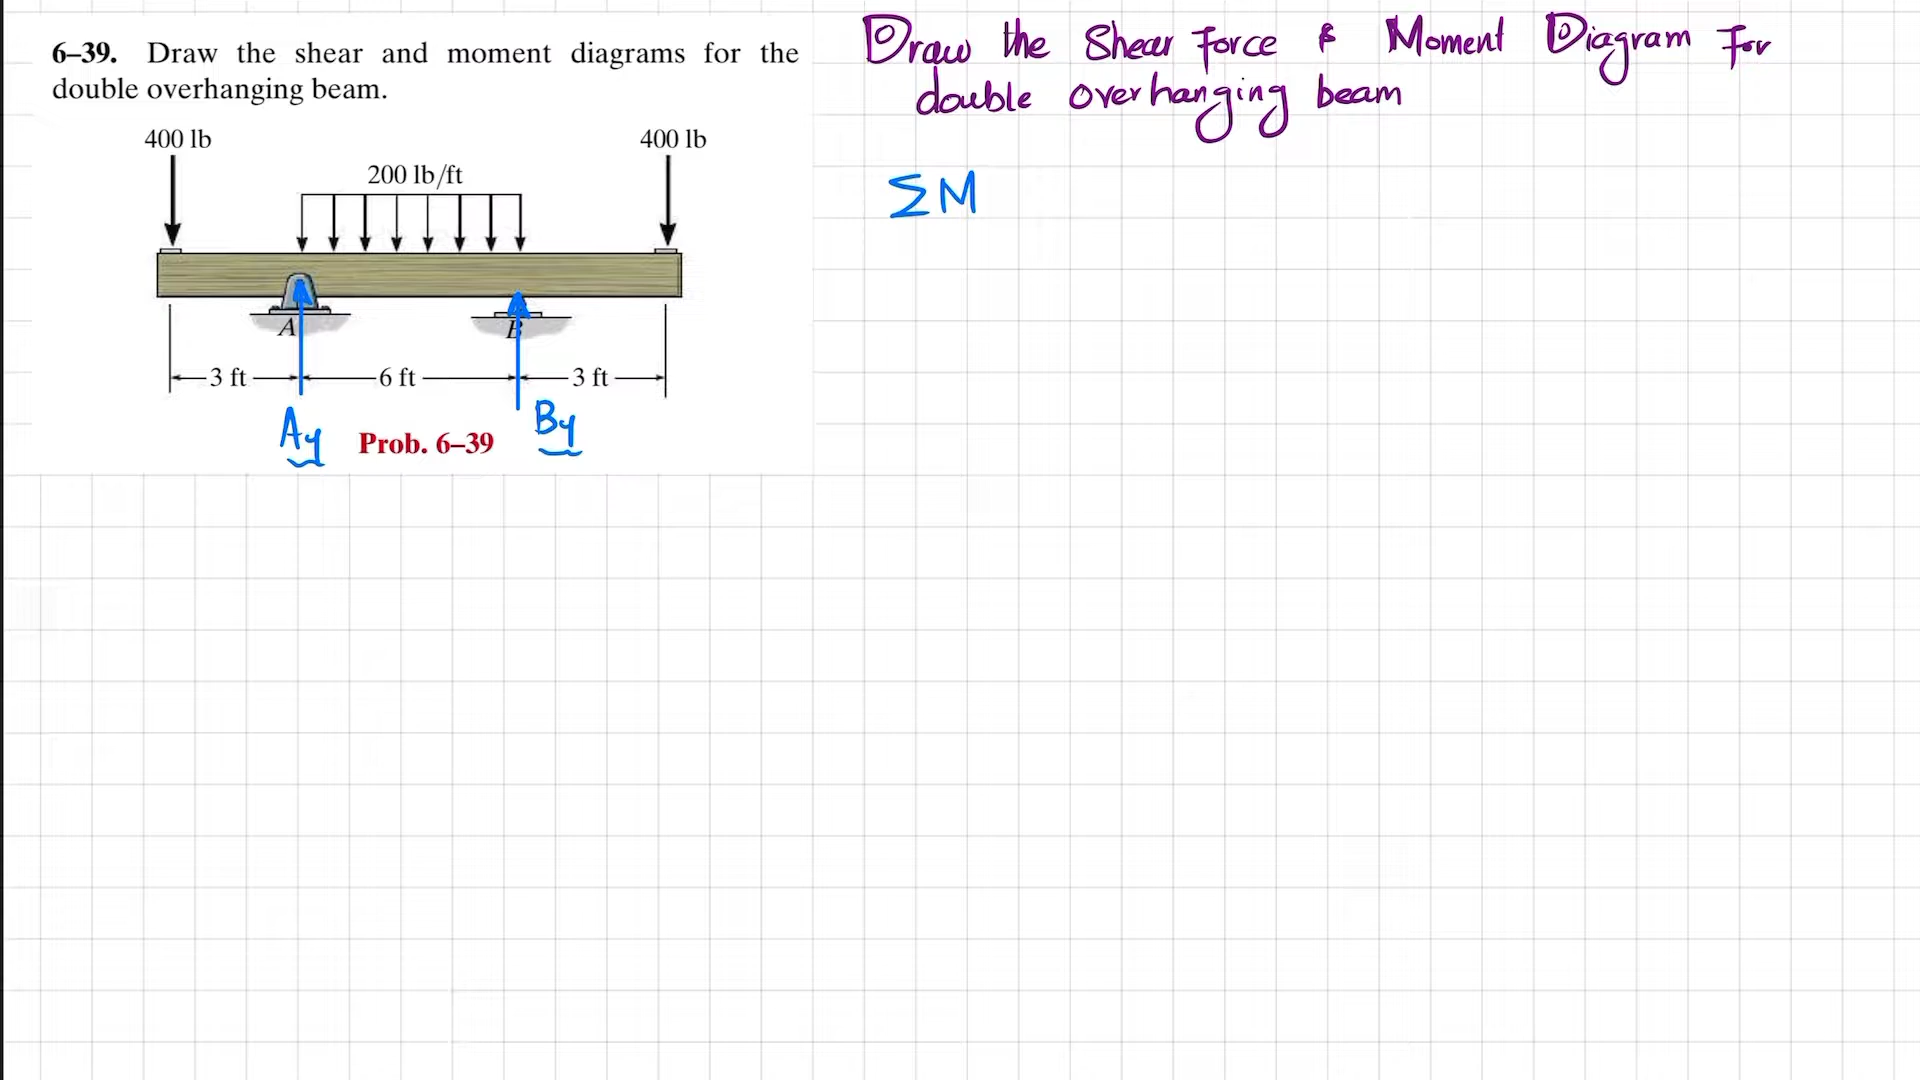 6–39. Draw the shear and moment diagrams for the
double overhanging beam.
400 lb
400 lb
200 lb/ft
A
B
3 ft
6 ft
3 ft
Ay
By
Prob. 6–39
Draw the Shear Force & Moment Diagram For
double overhanging beam
ΣM